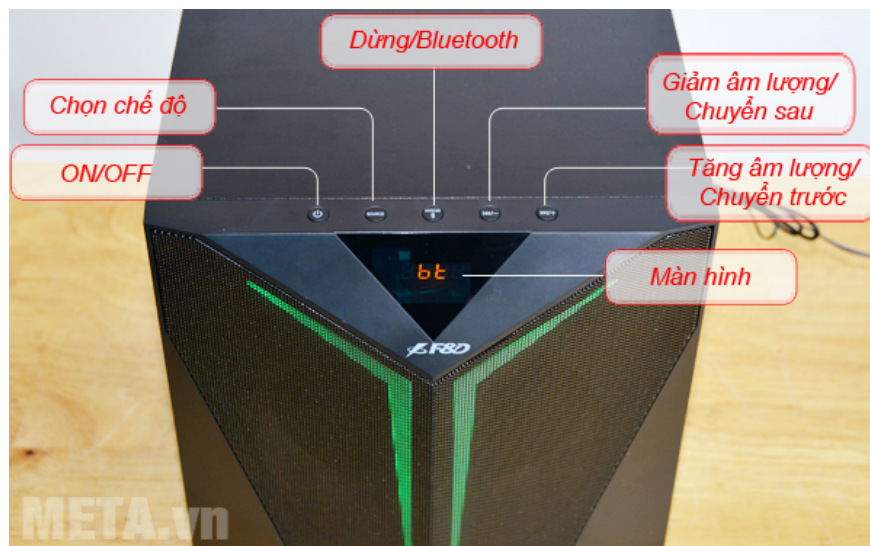 Dừng/Bluetooth
Chọn chế độ
Giảm âm lượng/
Chuyển sau
ON/OFF
Tăng âm lượng/
Chuyển trước
SOURCE
bt
Màn hình
F&D
META.vn